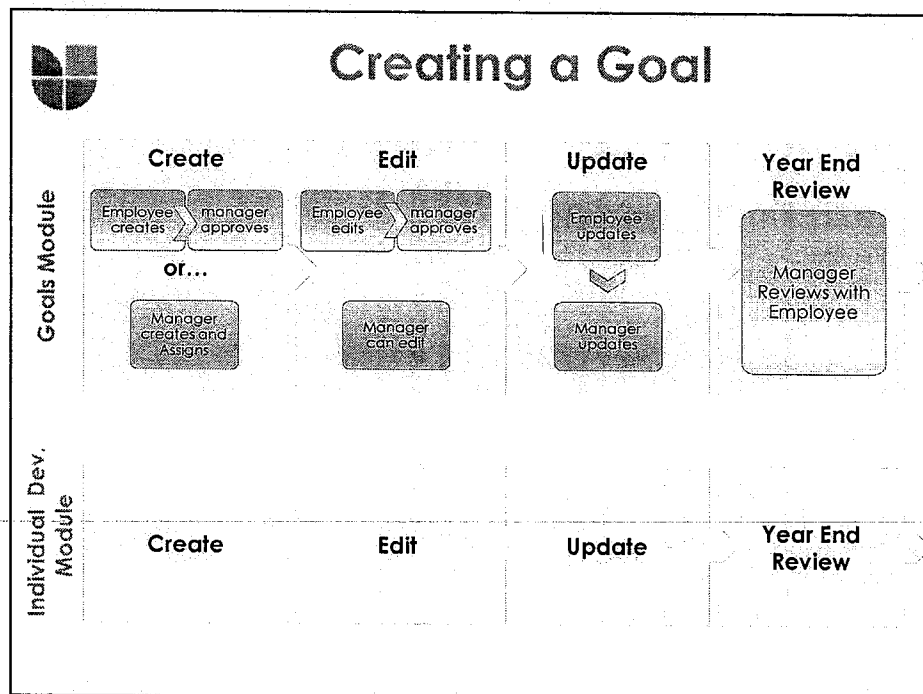 Creating a Goal
Goals Module
Create
Employee creates
manager approves
or...
Manager creates and Assigns
Edit
Employee edits
manager approves
Manager can edit
Update
Employee updates
Manager updates
Year End
Review
Manager
Reviews with
Employee
Individual Dev.
Module
Create
Edit
Update
Year End
Review